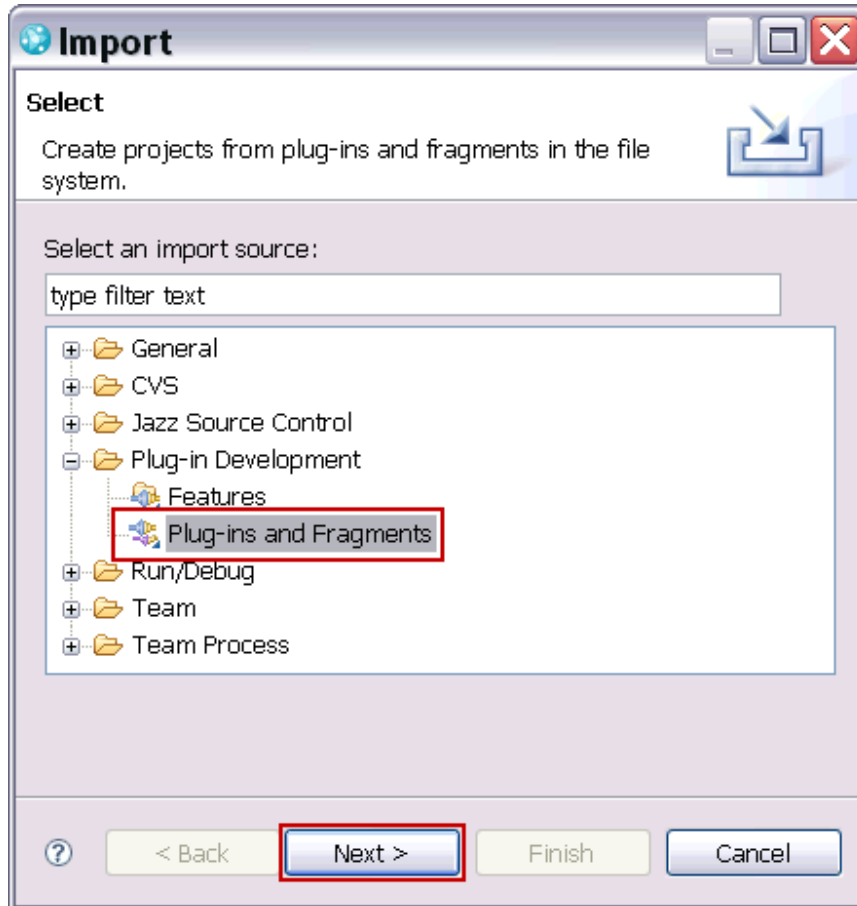 Import
Select
Create projects from plug-ins and fragments in the file
system.
Select an import source:
type filter text
General
CVS
Jazz Source Control
Plug-in Development
Features
Plug-ins and Fragments
Run/Debug
Team
Team Process
?
< Back
Next >
Finish
Cancel